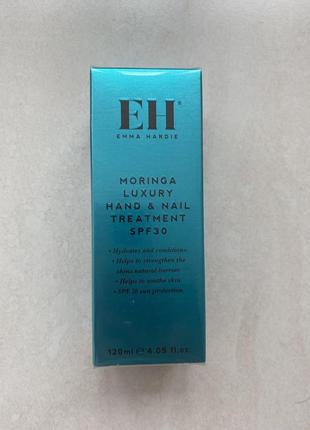 EH®
EMMA HARDIE
MORINGA
LUXURY
HAND & NAIL
TREATMENT
SPF30
• Hydrates and conditions
• Helps to strengthen the
skins natural barrier
• Helps to soothe skin
• SPF 30 sun protection
120ml ℮ 4.05 fl.oz.